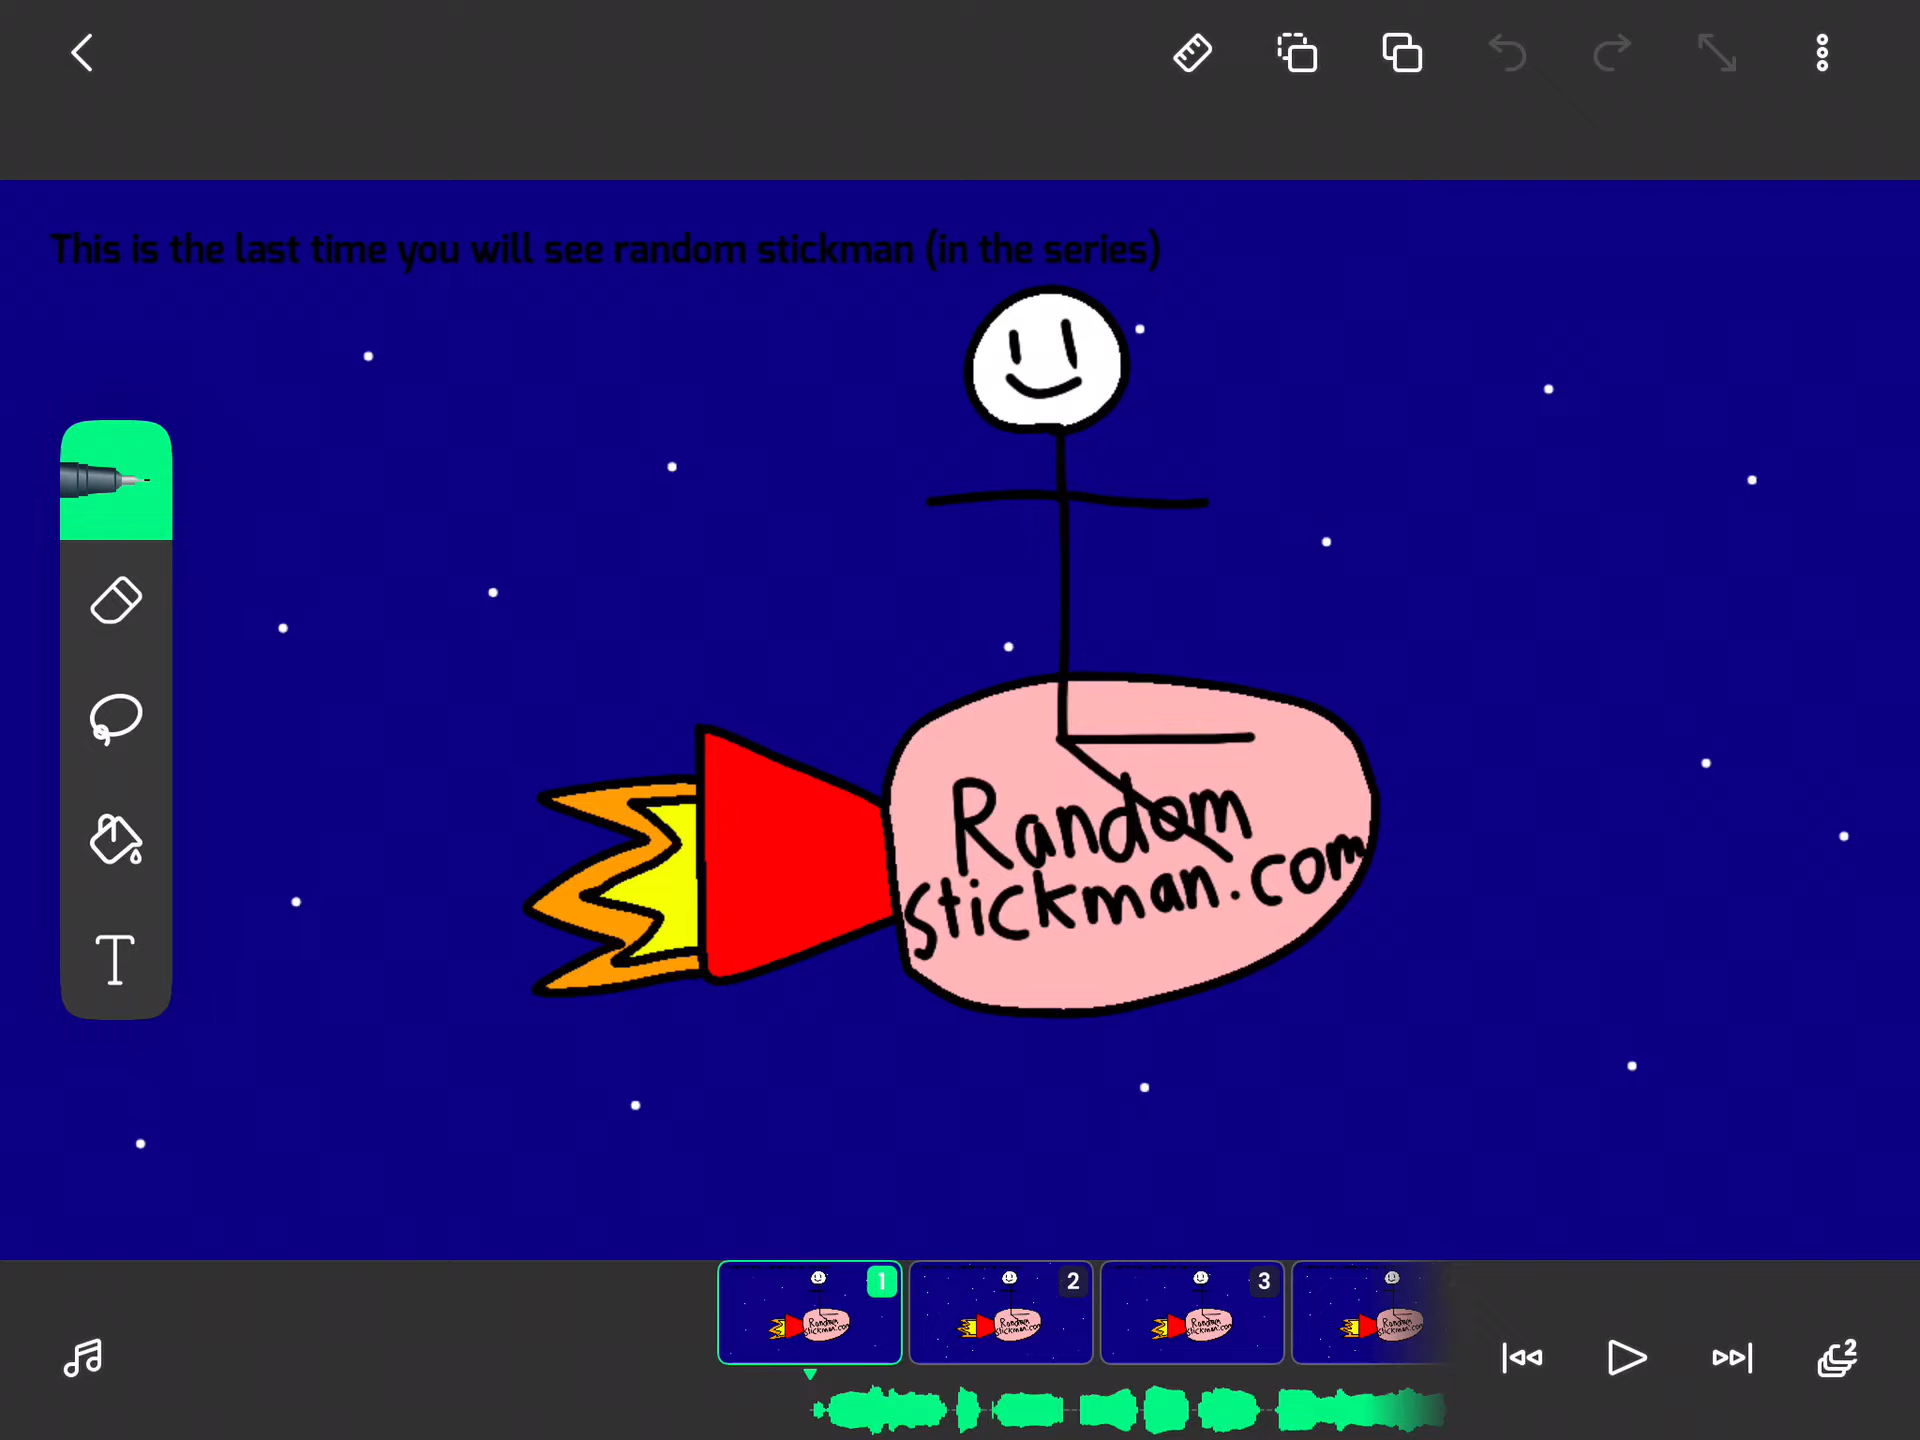 This is the last time you will see random stickman (in the series)
Random
stickman.com
1
2
3
2